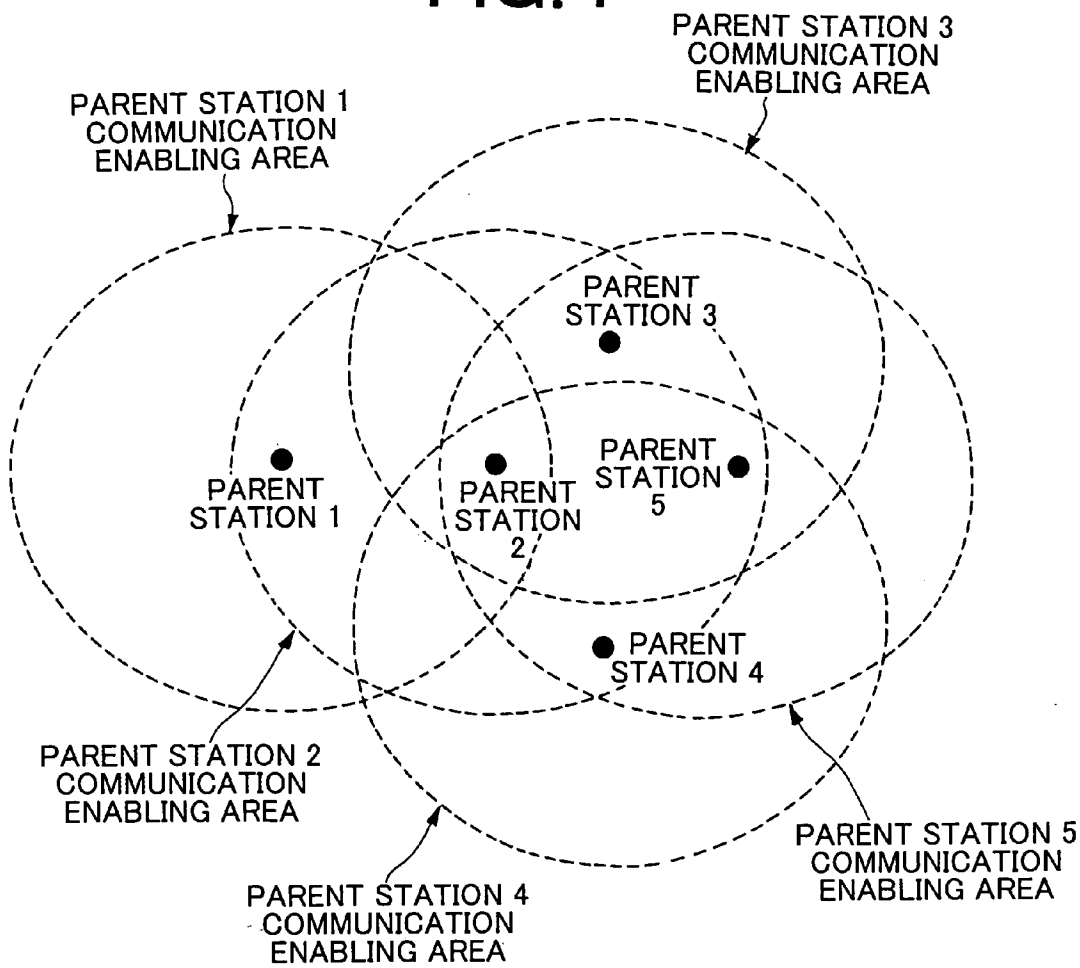 PARENT STATION 3
COMMUNICATION
ENABLING AREA
PARENT STATION 1
COMMUNICATION
ENABLING AREA
PARENT
STATION 3
PARENT
STATION 1
PARENT
STATION
2
PARENT
STATION
5
PARENT
STATION 4
PARENT STATION 2
COMMUNICATION
ENABLING AREA
PARENT STATION 4
COMMUNICATION
ENABLING AREA
PARENT STATION 5
COMMUNICATION
ENABLING AREA